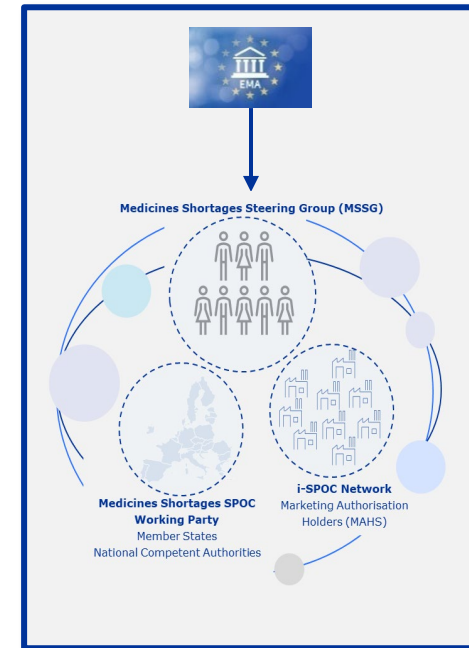 EMA
Medicines Shortages Steering Group (MSSG)
i-SPOC Network
Marketing Authorisation
Holders (MAHS)
Medicines Shortages SPOC
Working Party
Member States
National Competent Authorities